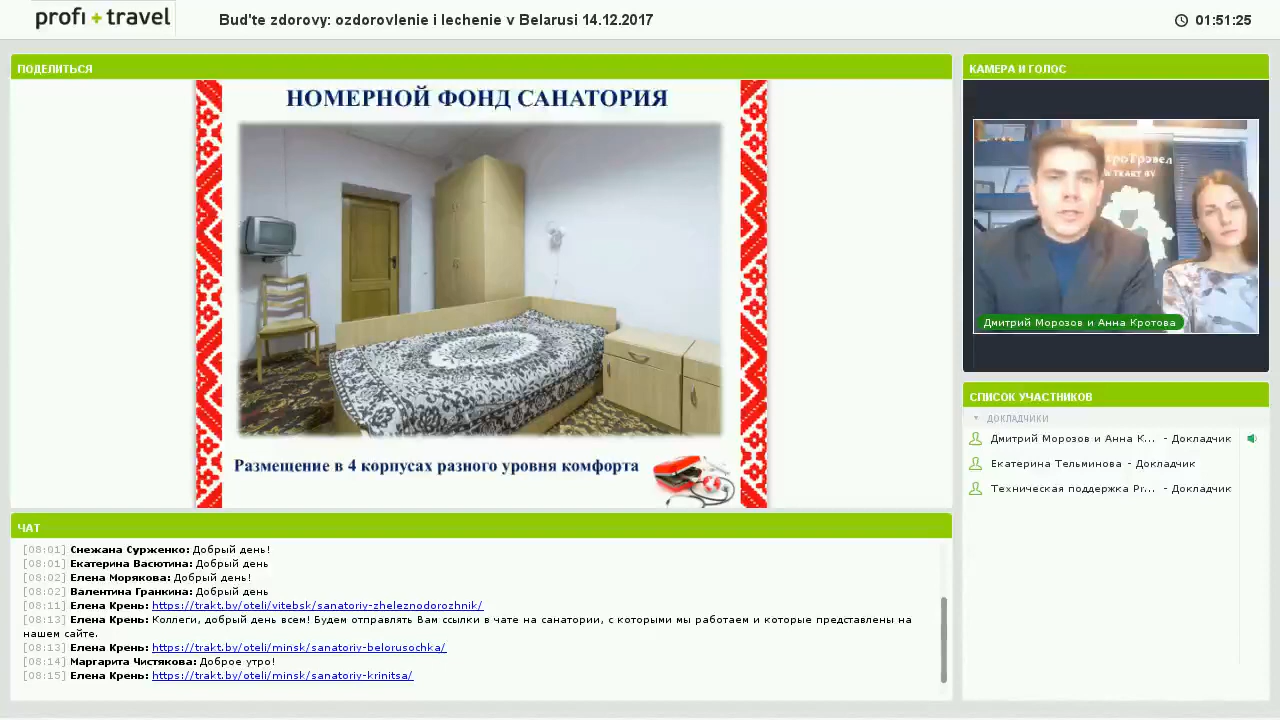 profi + travel
Bud'te zdorovy: ozdorovlenie i lechenie v Belarusi 14.12.2017
01:51:25
ПОДЕЛИТЬСЯ
НОМЕРНОЙ ФОНД САНАТОРИЯ
Размещение в 4 корпусах разного уровня комфорта
КАМЕРА И ГОЛОС
Дмитрий Морозов и Анна Кротова
СПИСОК УЧАСТНИКОВ
ДОКЛАДЧИКИ
Дмитрий Морозов и Анна К... - Докладчик
Екатерина Тельминова - Докладчик
Техническая поддержка Pr... - Докладчик
ЧАТ
[08:01] Снежана Сурженко: Добрый день!
[08:01] Екатерина Васютина: Добрый день
[08:02] Елена Морякова: Добрый день!
[08:02] Валентина Гранкина: Добрый день
[08:11] Елена Крень: https://trakt.by/oteli/vitebsk/sanatoriy-zheleznodorozhnik/
[08:13] Елена Крень: Коллеги, добрый день всем! Будем отправлять Вам ссылки в чате на санатории, с которыми мы работаем и которые представлены на
нашем сайте.
[08:13] Елена Крень: https://trakt.by/oteli/minsk/sanatoriy-belorusochka/
[08:14] Маргарита Чистякова: Доброе утро!
[08:15] Елена Крень: https://trakt.by/oteli/minsk/sanatoriy-krinitsa/